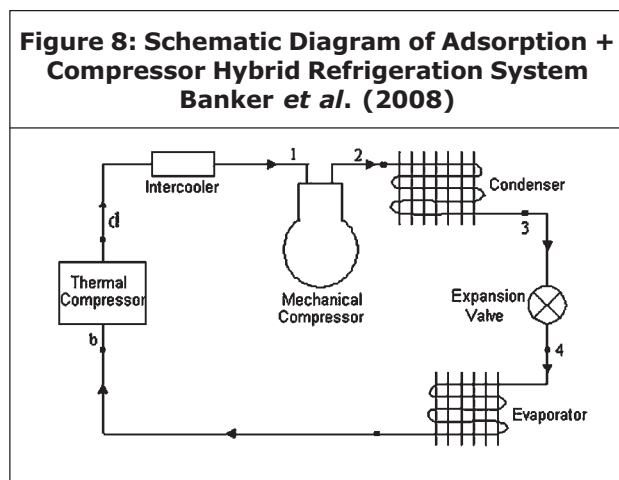 Figure 8: Schematic Diagram of Adsorption +
Compressor Hybrid Refrigeration System
Banker et al. (2008)
1
2
Intercooler
Condenser
d
3
Thermal
Compressor
Mechanical
Compressor
Expansion
Valve
b
4
Evaporator